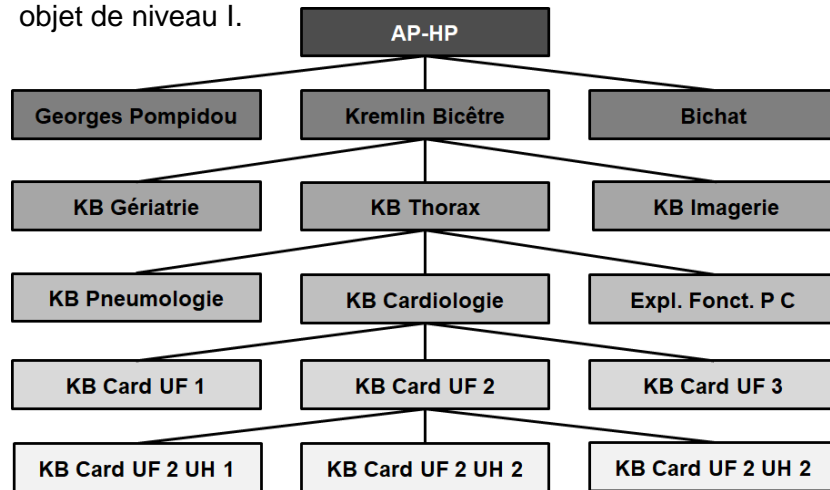 objet de niveau I.
AP-HP
Georges Pompidou
Kremlin Bicêtre
Bichat
KB Gériatrie
KB Thorax
KB Imagerie
KB Pneumologie
KB Cardiologie
Expl. Fonct. P C
KB Card UF 1
KB Card UF 2
KB Card UF 3
KB Card UF 2 UH 1
KB Card UF 2 UH 2
KB Card UF 2 UH 2